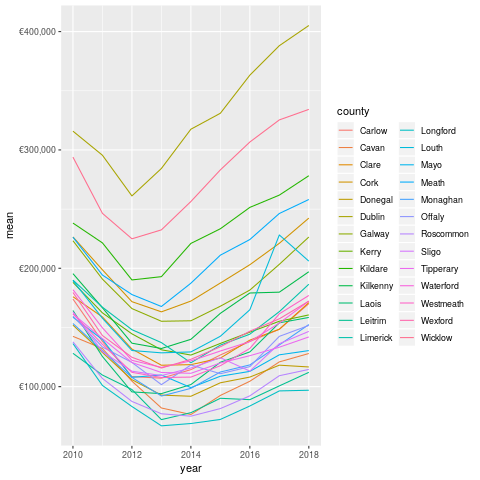 €400,000
€300,000
€200,000
€100,000
mean
2010
2012
2014
2016
2018
year
county
Carlow
Cavan
Clare
Cork
Donegal
Dublin
Galway
Kerry
Kildare
Kilkenny
Laois
Leitrim
Limerick
Longford
Louth
Mayo
Meath
Monaghan
Offaly
Roscommon
Sligo
Tipperary
Waterford
Westmeath
Wexford
Wicklow